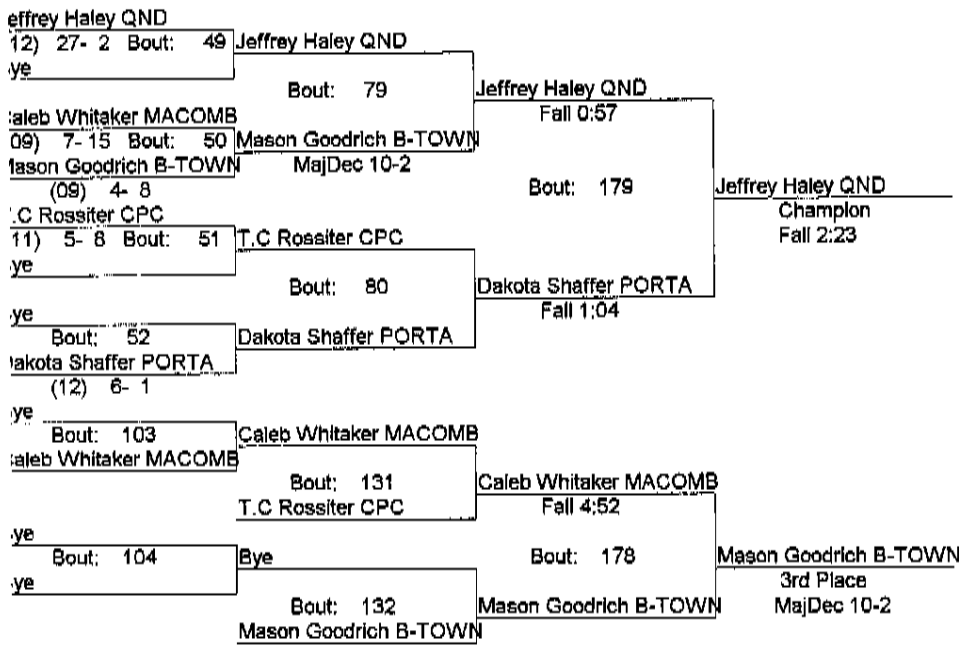 effrey Haley QND
12) 27- 2 Bout: 49 Jeffrey Haley QND
ye
Bout: 79 Jeffrey Haley QND
Fall 0:57
aleb Whitaker MACOMB
09) 7- 15 Bout: 50 Mason Goodrich B-TOWN
Mason Goodrich B-TOWN MajDec 10-2
(09) 4- 8
Bout: 179 Jeffrey Haley QND
Champion
Fall 2:23
T.C Rossiter CPC
11) 5- 8 Bout: 51 T.C Rossiter CPC
ye
Bout: 80 Dakota Shaffer PORTA
Fall 1:04
ye
Bout: 52 Dakota Shaffer PORTA
Dakota Shaffer PORTA
(12) 6- 1
ye
Bout: 103 Caleb Whitaker MACOMB
aleb Whitaker MACOMB
Bout: 131 Caleb Whitaker MACOMB
T.C Rossiter CPC Fall 4:52
ye
Bout: 104 Bye Bout: 178 Mason Goodrich B-TOWN
ye
3rd Place
Bout: 132 Mason Goodrich B-TOWN MajDec 10-2
Mason Goodrich B-TOWN